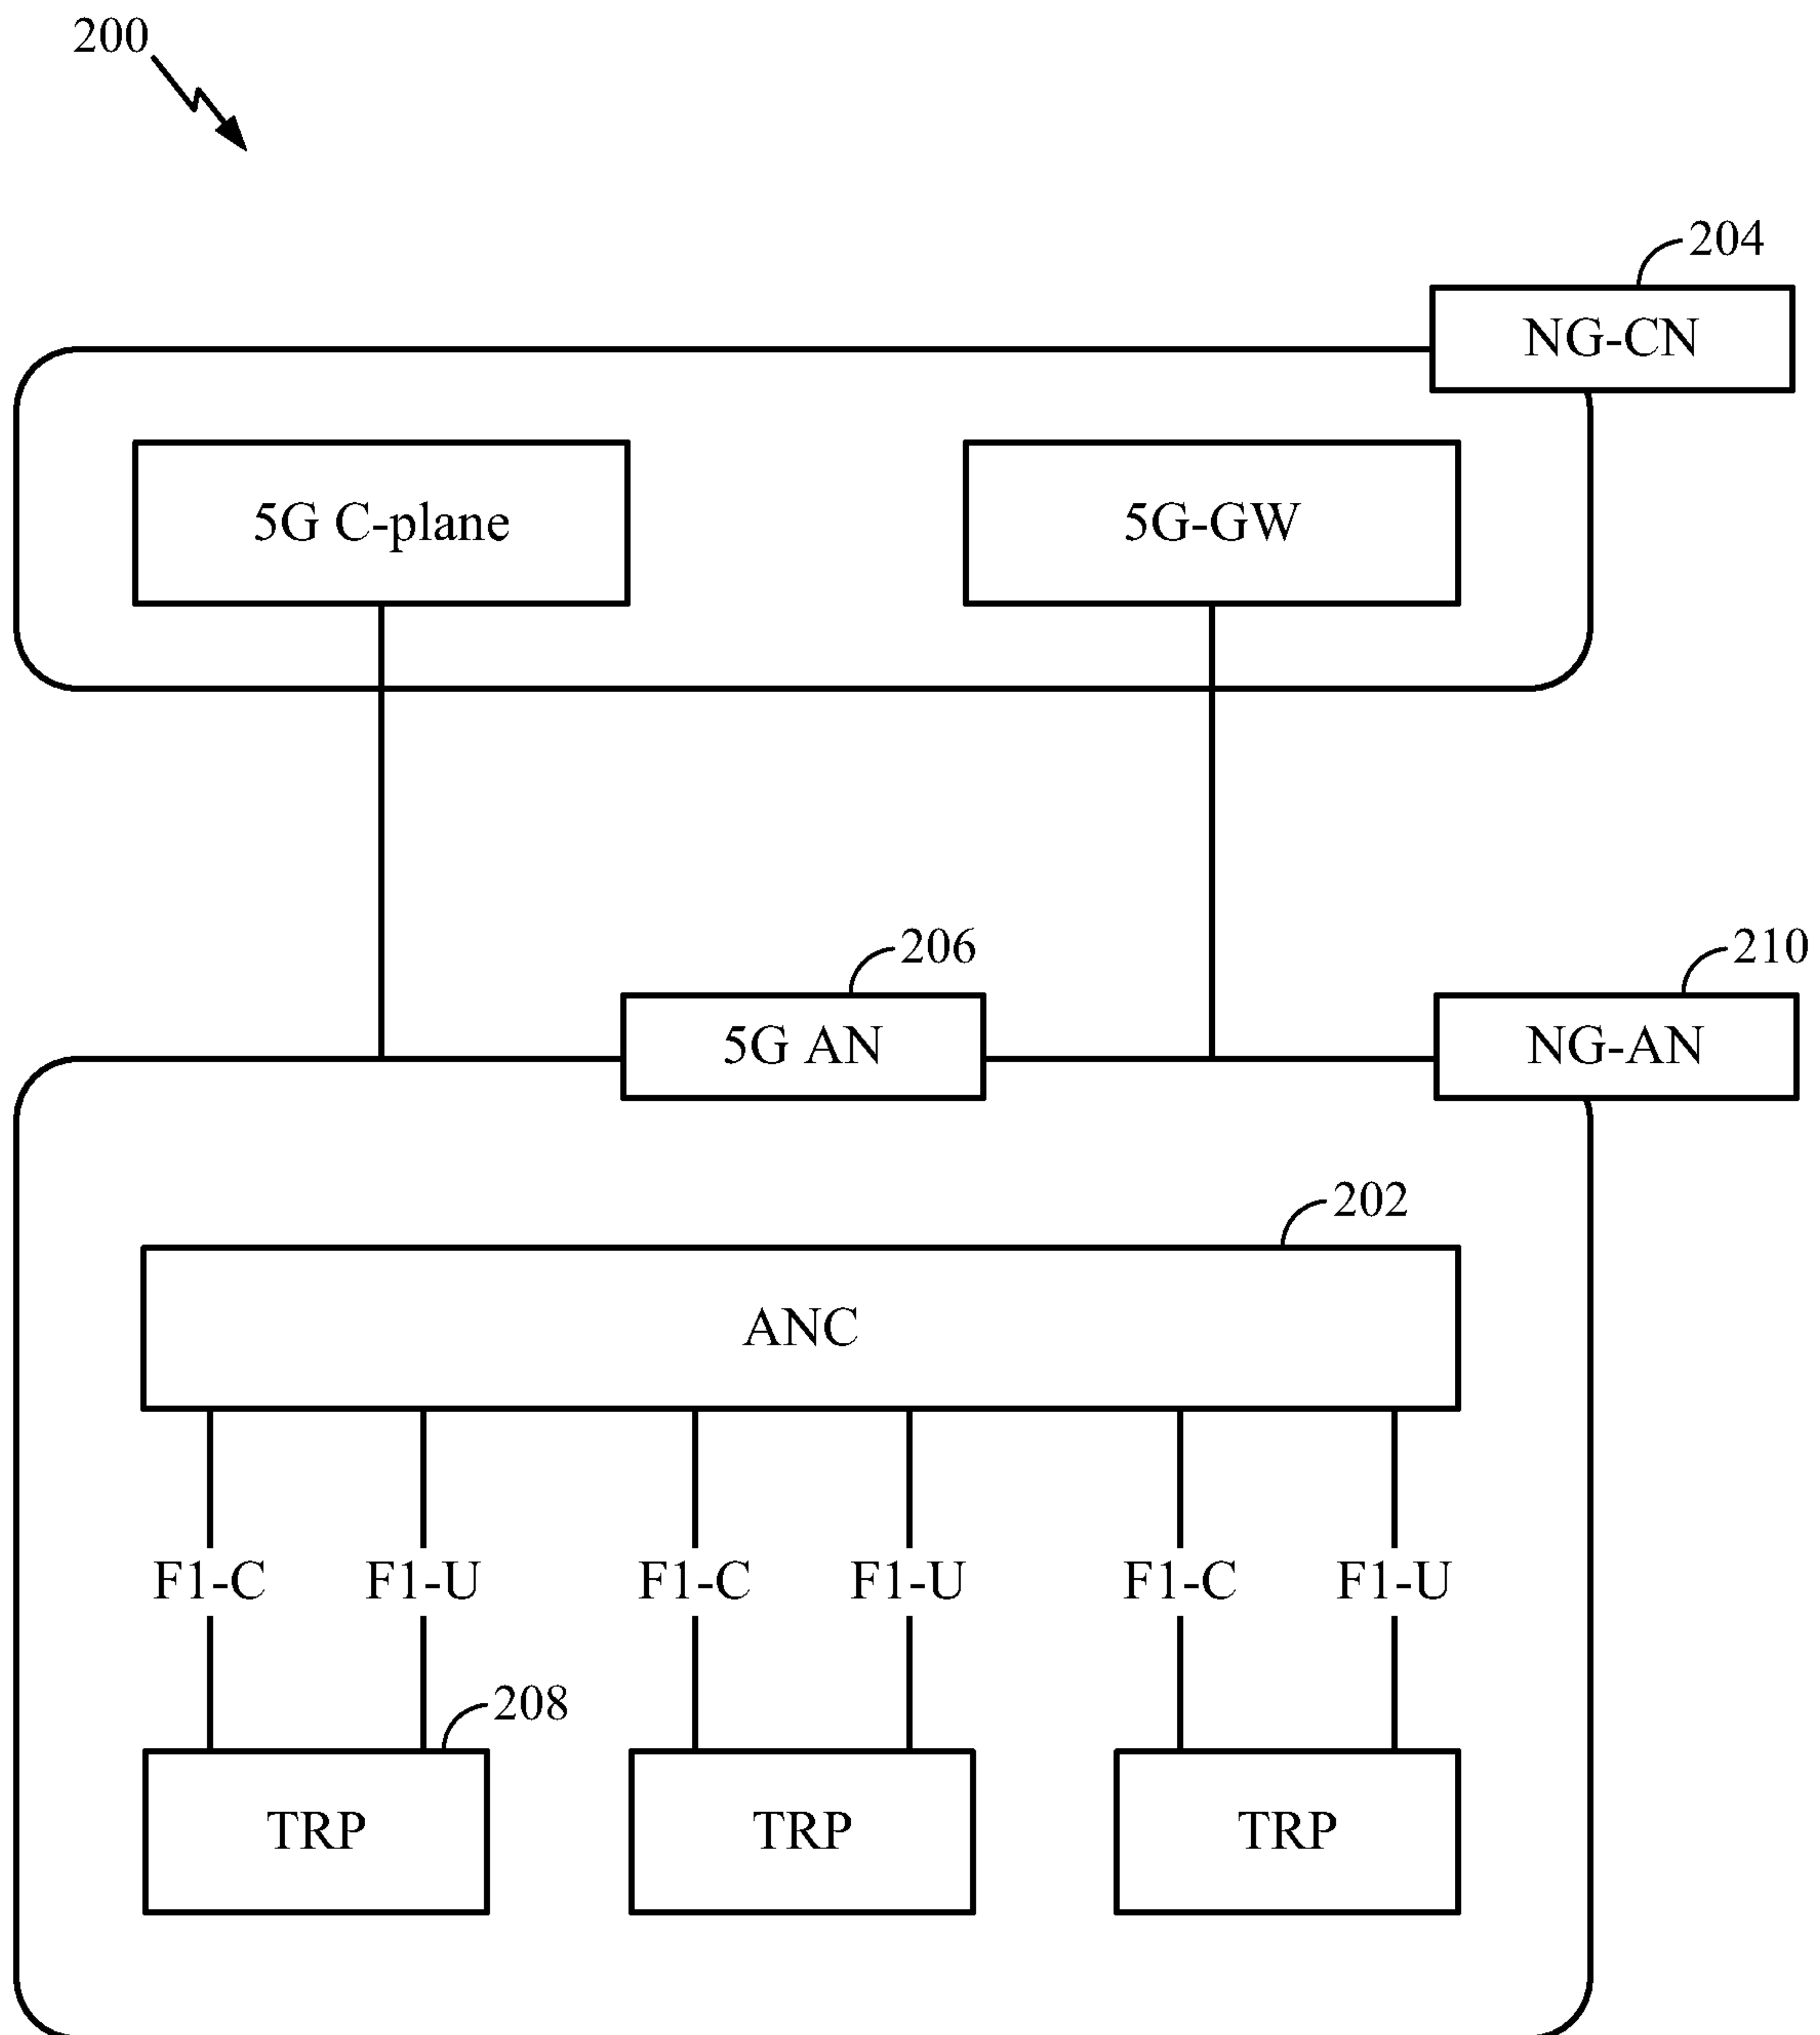 200
204
NG-CN
5G C-plane
5G-GW
206
210
5G AN
NG-AN
202
ANC
F1-C F1-U F1-C F1-U F1-C F1-U
208
TRP TRP TRP